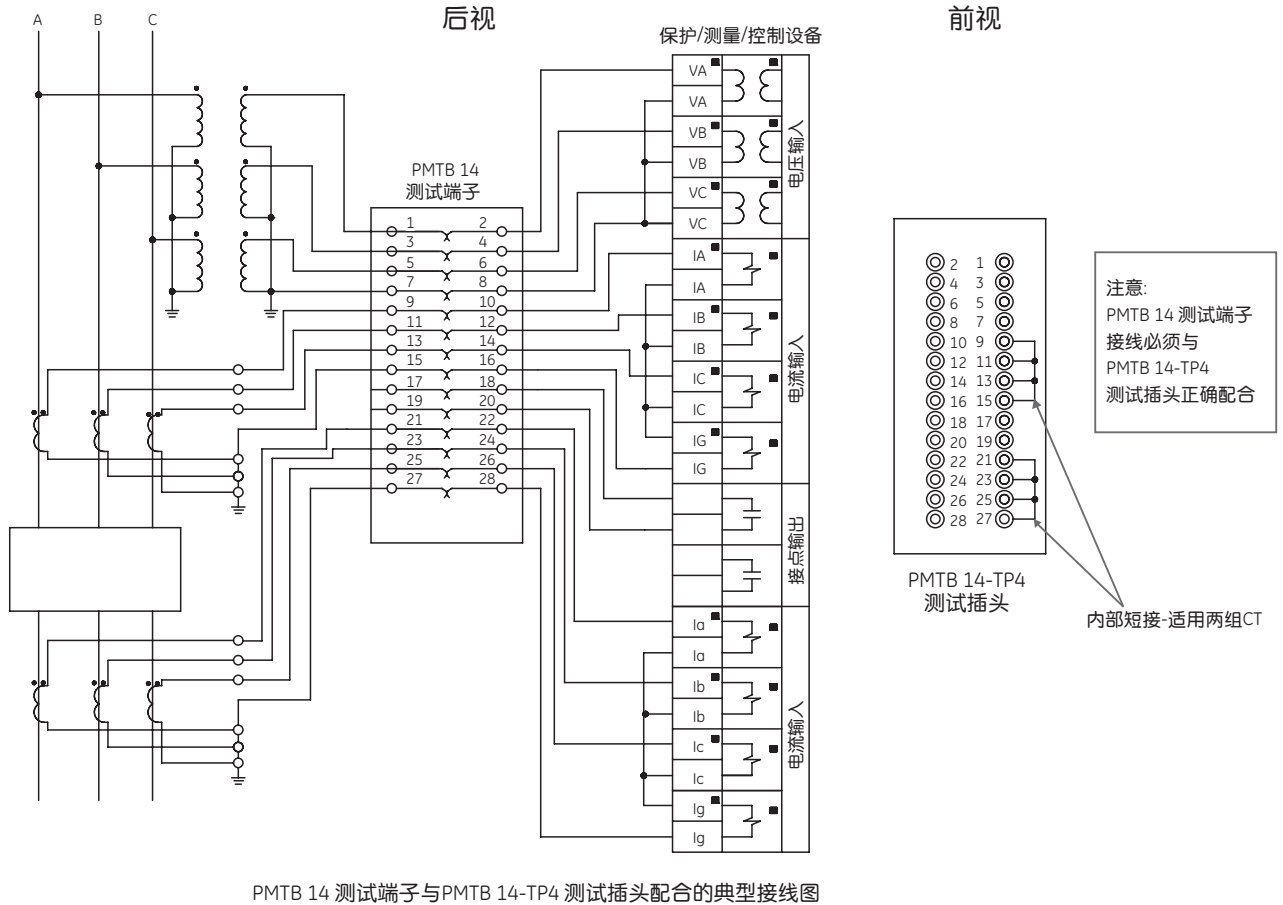 后视
前视
A B C
保护/测量/控制设备
PMTB 14
测试端子
1 2
3 4
5 6
7 8
9 10
11 12
13 14
15 16
17 18
19 20
21 22
23 24
25 26
27 28
VA
VA
VB
VB
VC
VC
电压输入
IA
IA
IB
IB
IC
IC
IG
IG
电流输入
接点输出
Ia
Ia
Ib
Ib
Ic
Ic
Ig
Ig
电流输入
2 1
4 3
6 5
8 7
10 9
12 11
14 13
16 15
18 17
20 19
22 21
24 23
26 25
28 27
PMTB 14-TP4
测试插头
注意:
PMTB 14 测试端子
接线必须与
PMTB 14-TP4
测试插头正确配合
内部短接-适用两组CT
PMTB 14 测试端子与PMTB 14-TP4 测试插头配合的典型接线图